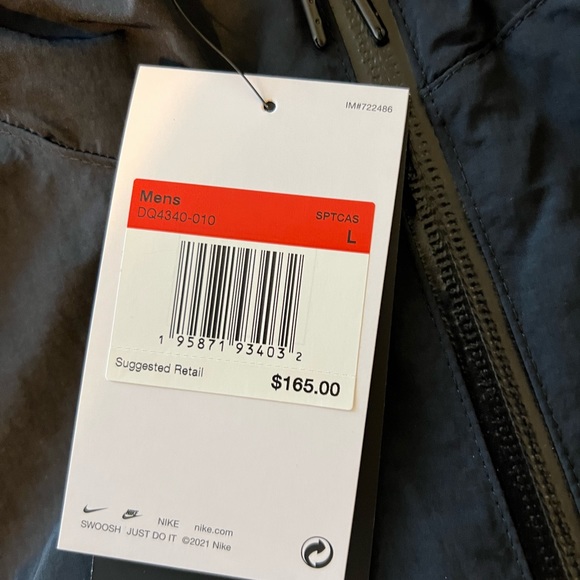 IM#722486
Mens
DQ4340-010 SPTCAS
L
1 95871 93403 2
Suggested Retail $165.00
NIKE nike.com
SWOOSH JUST DO IT ©2021 Nike